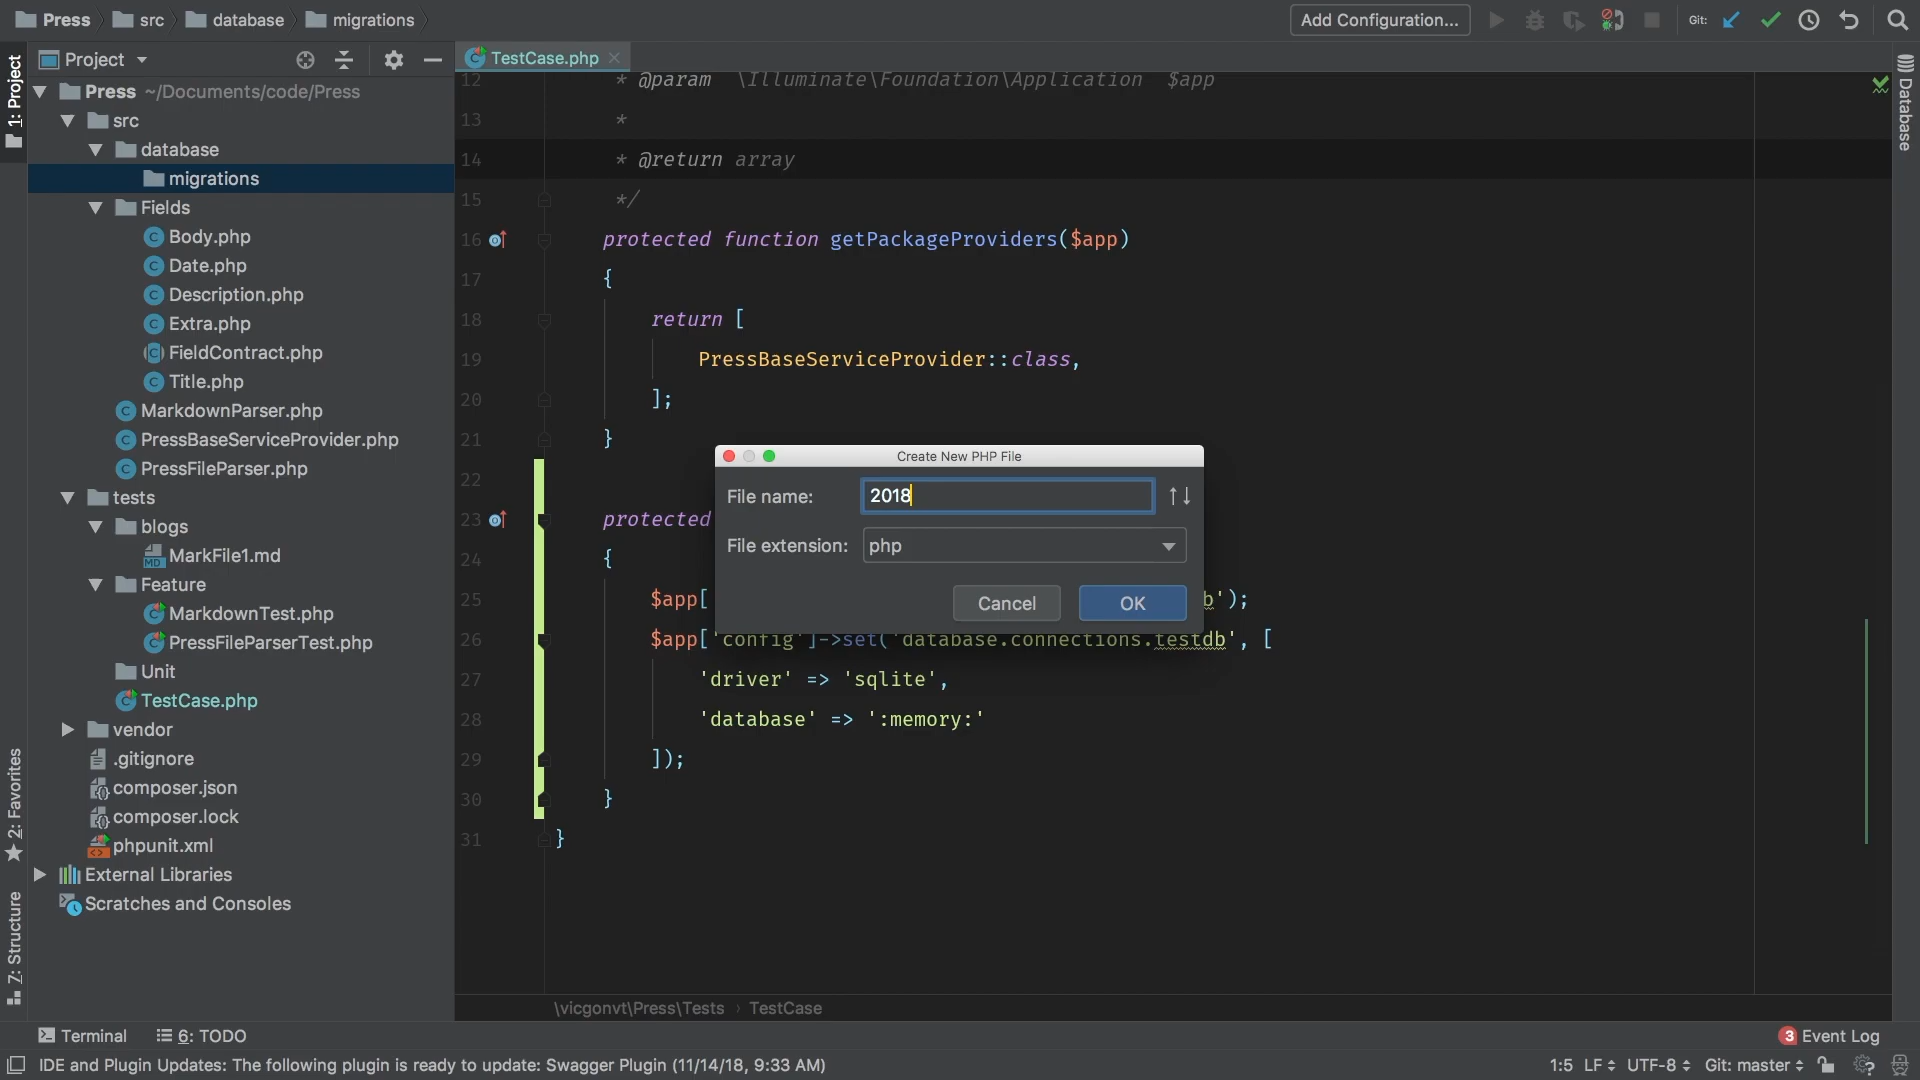 Press src database migrations
Add Configuration...
Git:
1: Project
Project
Press ~/Documents/code/Press
src
database
migrations
Fields
Body.php
Date.php
Description.php
Extra.php
FieldContract.php
Title.php
MarkdownParser.php
PressBaseServiceProvider.php
PressFileParser.php
tests
blogs
MarkFile1.md
Feature
MarkdownTest.php
PressFileParserTest.php
Unit
TestCase.php
vendor
.gitignore
composer.json
composer.lock
phpunit.xml
External Libraries
Scratches and Consoles
2: Favorites
Z: Structure
TestCase.php
12 * @param \Illuminate\Foundation\Application $app
13 *
14 * @return array
15 */
16 protected function getPackageProviders($app)
17 {
18 return [
19 PressBaseServiceProvider::class,
20 ];
21 }
22
23 protected
24 {
25 $app[ b');
26 $app['config']->set('database.connections.testdb', [
27 'driver' => 'sqlite',
28 'database' => ':memory:'
29 ]);
30 }
31 }
Create New PHP File
File name: 2018
File extension: php
Cancel OK
Database
\vicgonvt\Press\Tests › TestCase
Terminal 6: TODO
3 Event Log
IDE and Plugin Updates: The following plugin is ready to update: Swagger Plugin (11/14/18, 9:33 AM)
1:5 LF UTF-8 Git: master